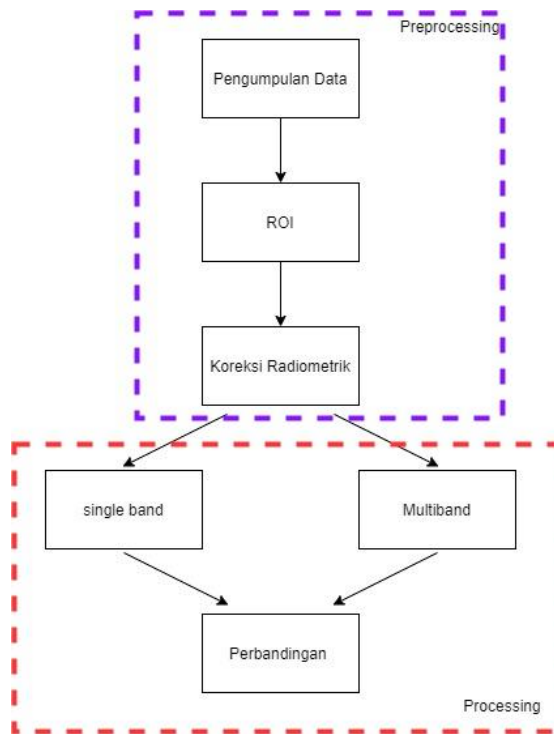 Preprocessing
Pengumpulan Data
ROI
Koreksi Radiometrik
single band
Multiband
Perbandingan
Processing